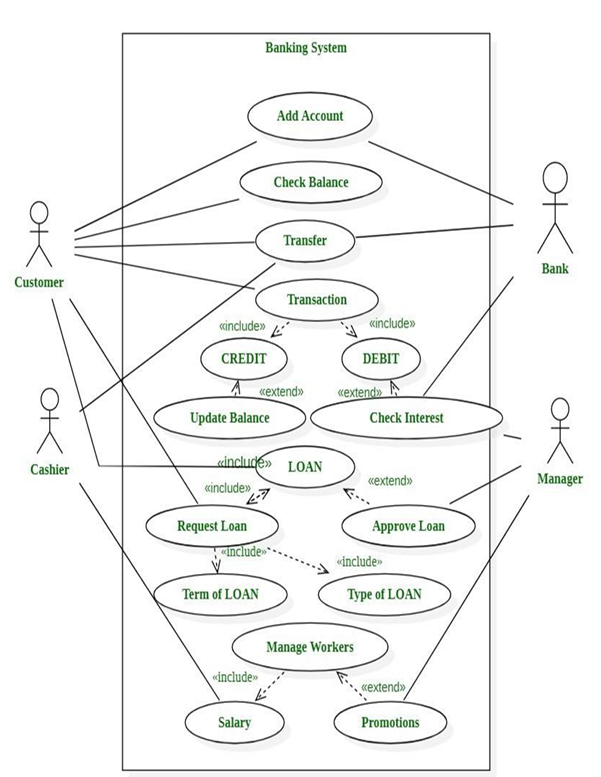 Banking System
Add Account
Check Balance
Transfer
Customer
Bank
Transaction
«include»
«include»
CREDIT
DEBIT
«extend»
«extend»
Update Balance
Check Interest
Cashier
Manager
«include»
LOAN
«include»
«extend»
Request Loan
Approve Loan
«include»
«include»
Term of LOAN
Type of LOAN
Manage Workers
«include»
«extend»
Salary
Promotions